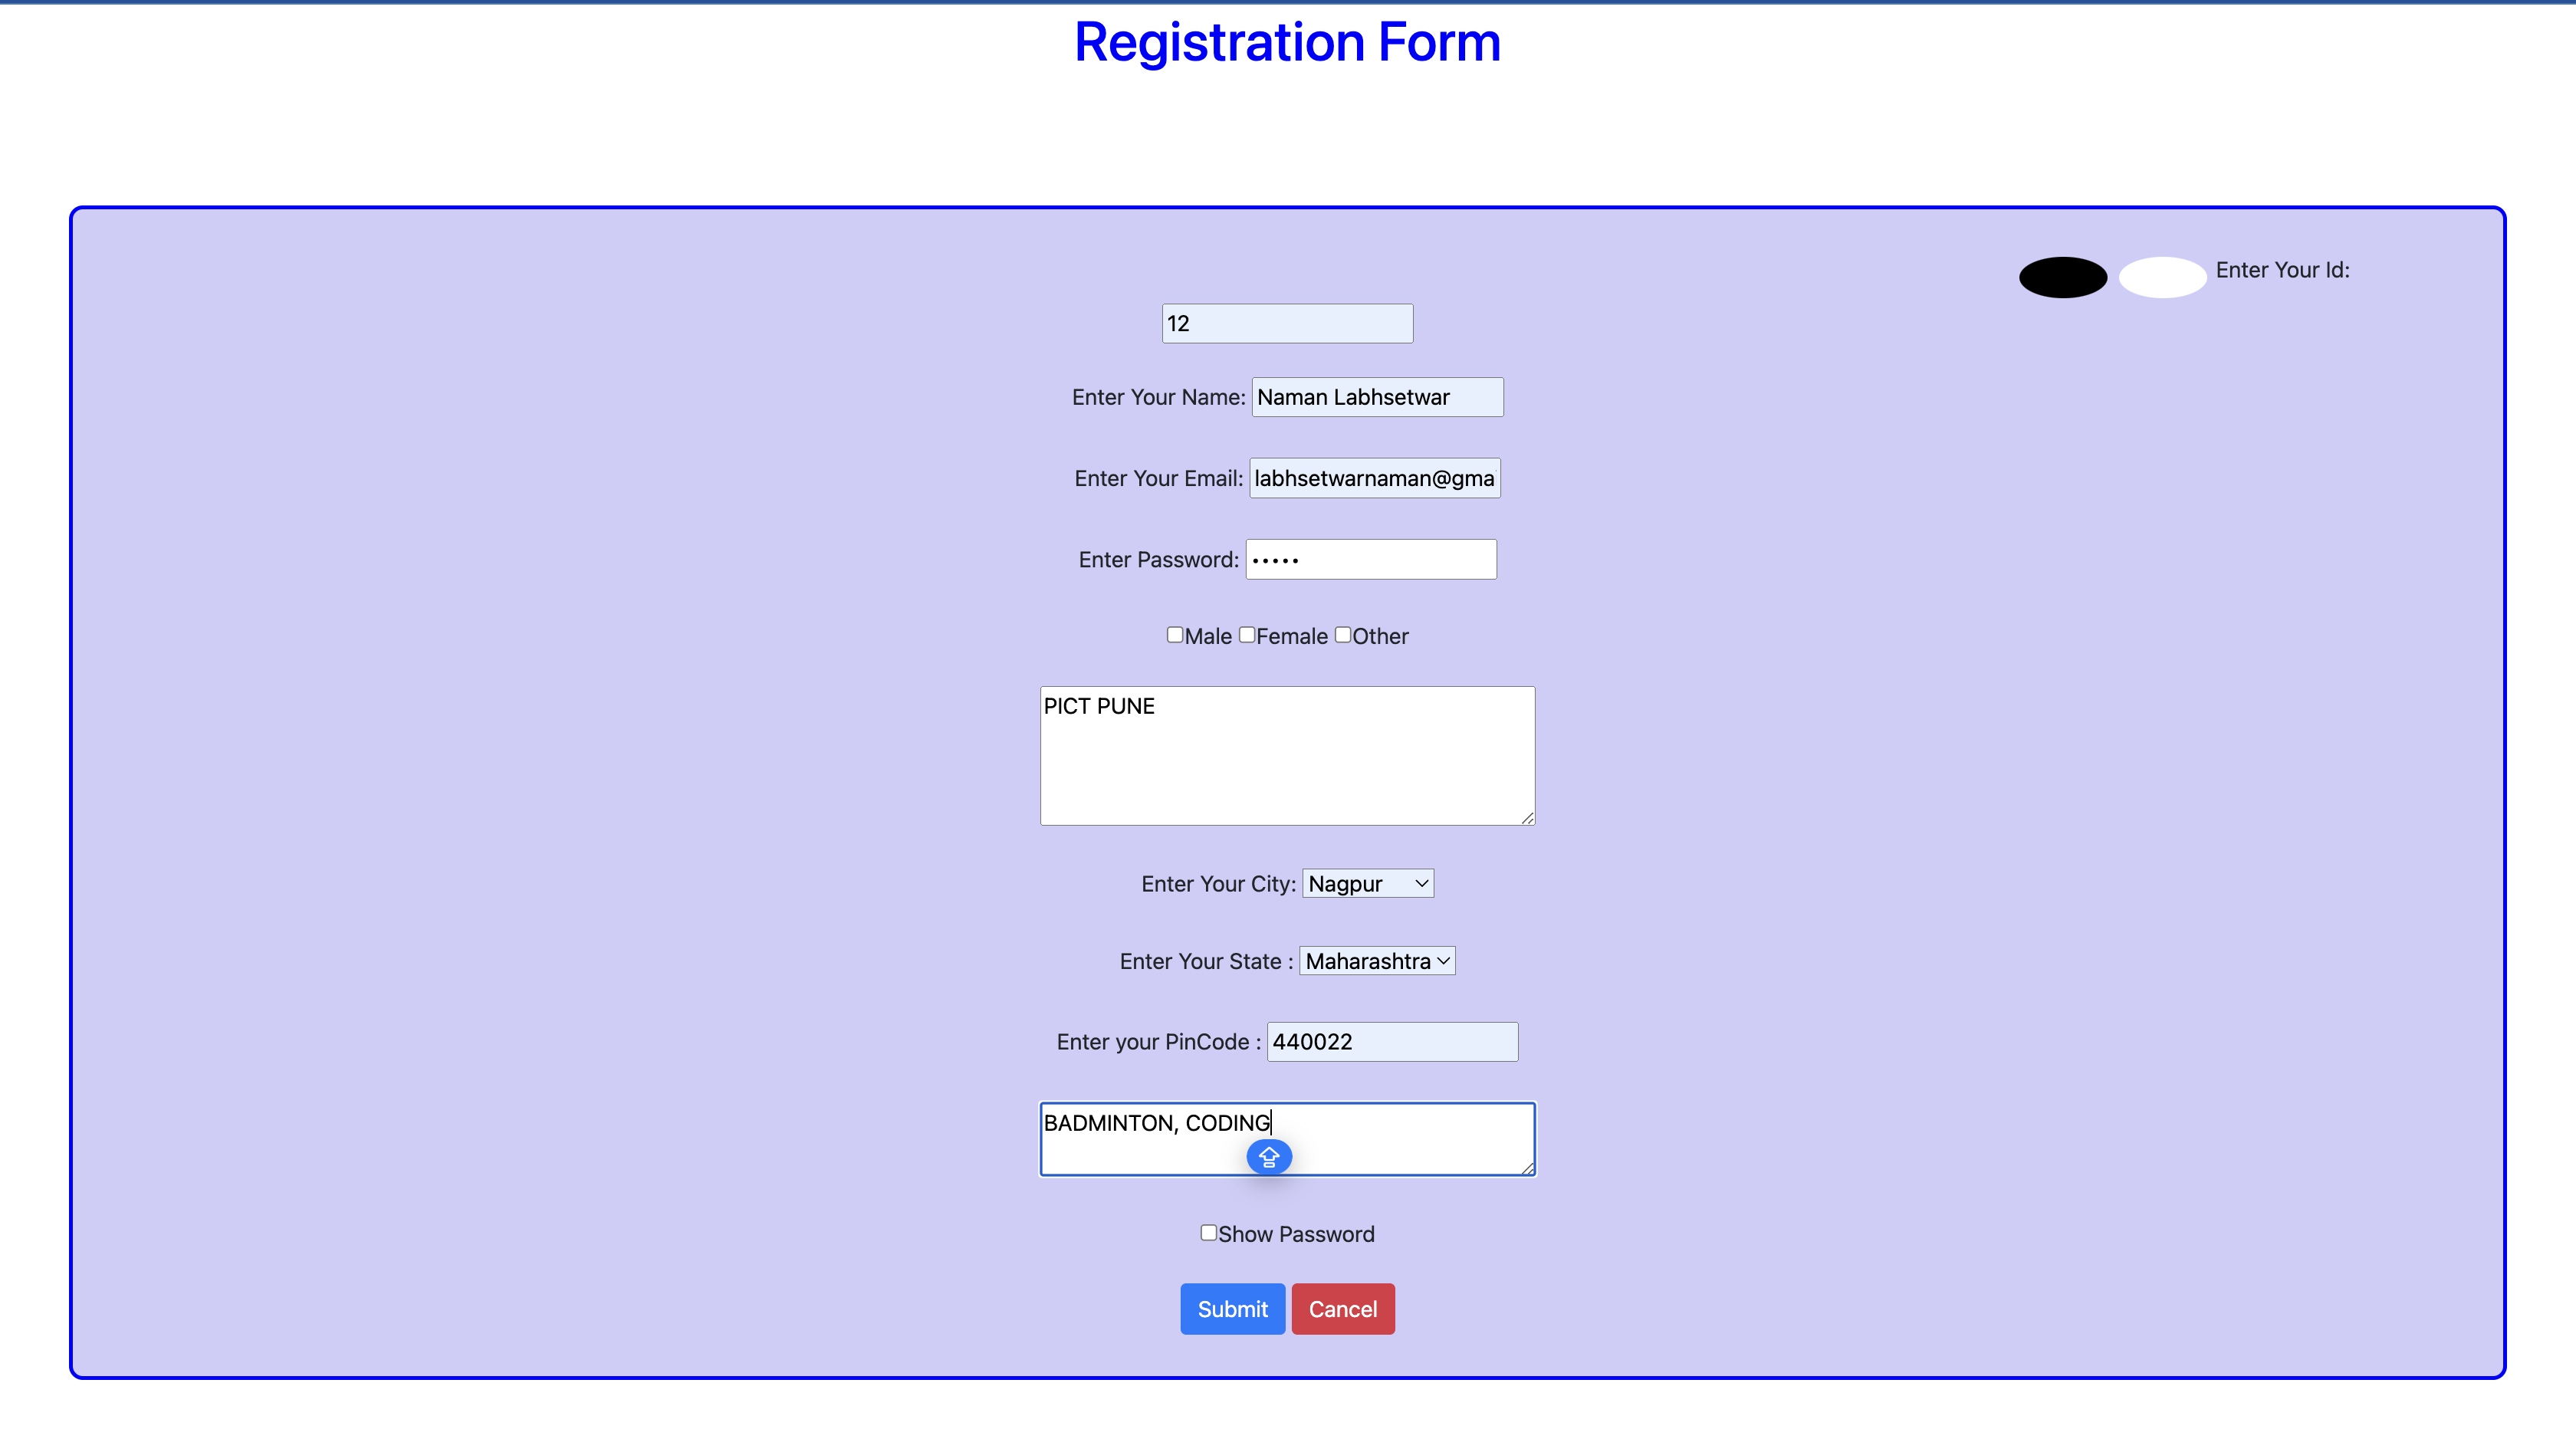 Registration Form
Enter Your Id:
12
Enter Your Name: Naman Labhsetwar
Enter Your Email: labhsetwarnaman@gma
Enter Password: •••••
Male Female Other
PICT PUNE
Enter Your City: Nagpur
Enter Your State : Maharashtra
Enter your PinCode : 440022
BADMINTON, CODING
Show Password
Submit Cancel